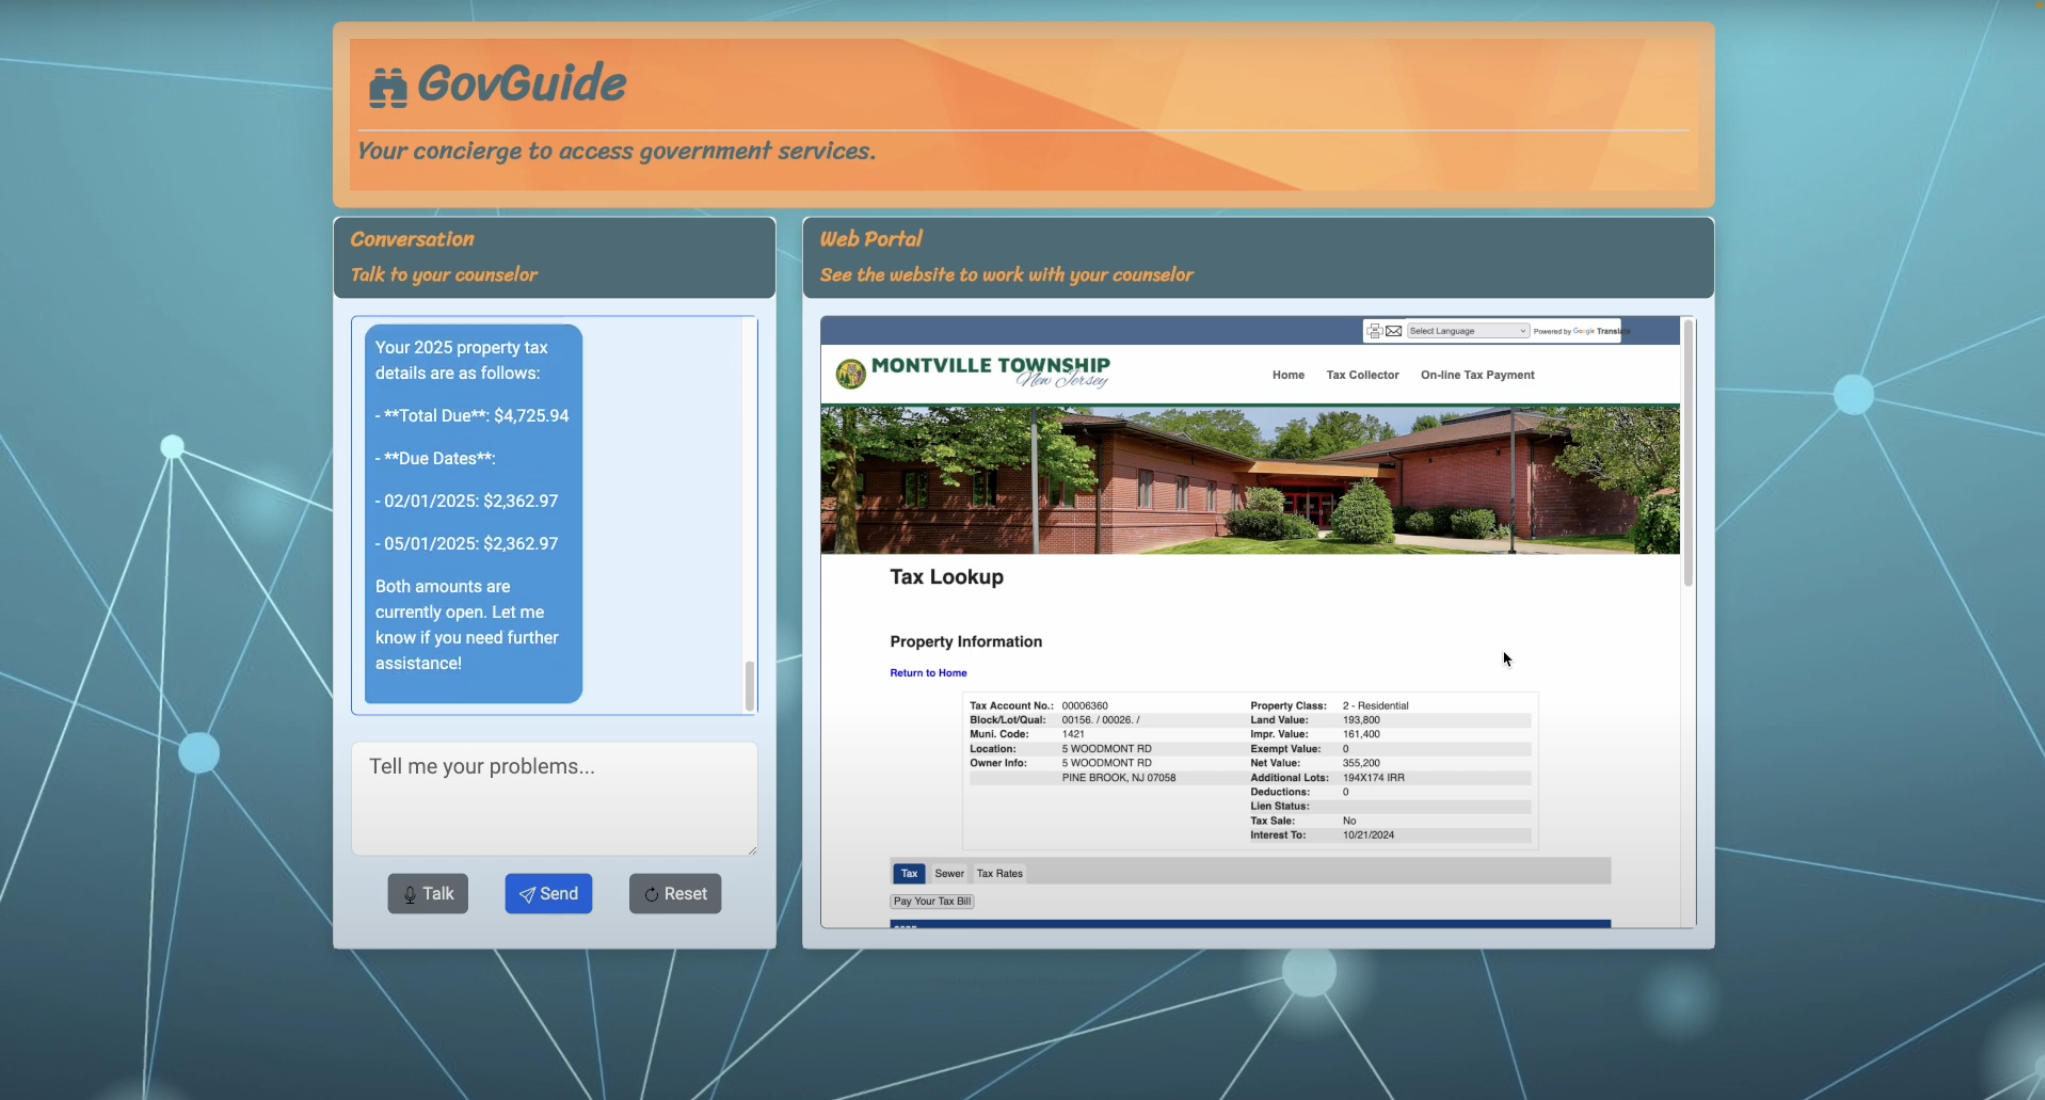 GovGuide
Your concierge to access government services.
Conversation
Talk to your counselor
Your 2025 property tax
details are as follows:
- **Total Due**: $4,725.94
- **Due Dates**:
- 02/01/2025: $2,362.97
- 05/01/2025: $2,362.97
Both amounts are
currently open. Let me
know if you need further
assistance!
Tell me your problems...
Talk
Send
Reset
Web Portal
See the website to work with your counselor
Select Language
Powered by Google Translate
MONTVILLE TOWNSHIP
New Jersey
Home
Tax Collector
On-line Tax Payment
Tax Lookup
Property Information
Return to Home
Tax Account No.: 00006360
Block/Lot/Qual: 00156. / 00026. /
Muni. Code: 1421
Location: 5 WOODMONT RD
Owner Info: 5 WOODMONT RD
PINE BROOK, NJ 07058
Property Class: 2 - Residential
Land Value: 193,800
Impr. Value: 161,400
Exempt Value: 0
Net Value: 355,200
Additional Lots: 194X174 IRR
Deductions: 0
Lien Status:
Tax Sale: No
Interest To: 10/21/2024
Tax
Sewer
Tax Rates
Pay Your Tax Bill